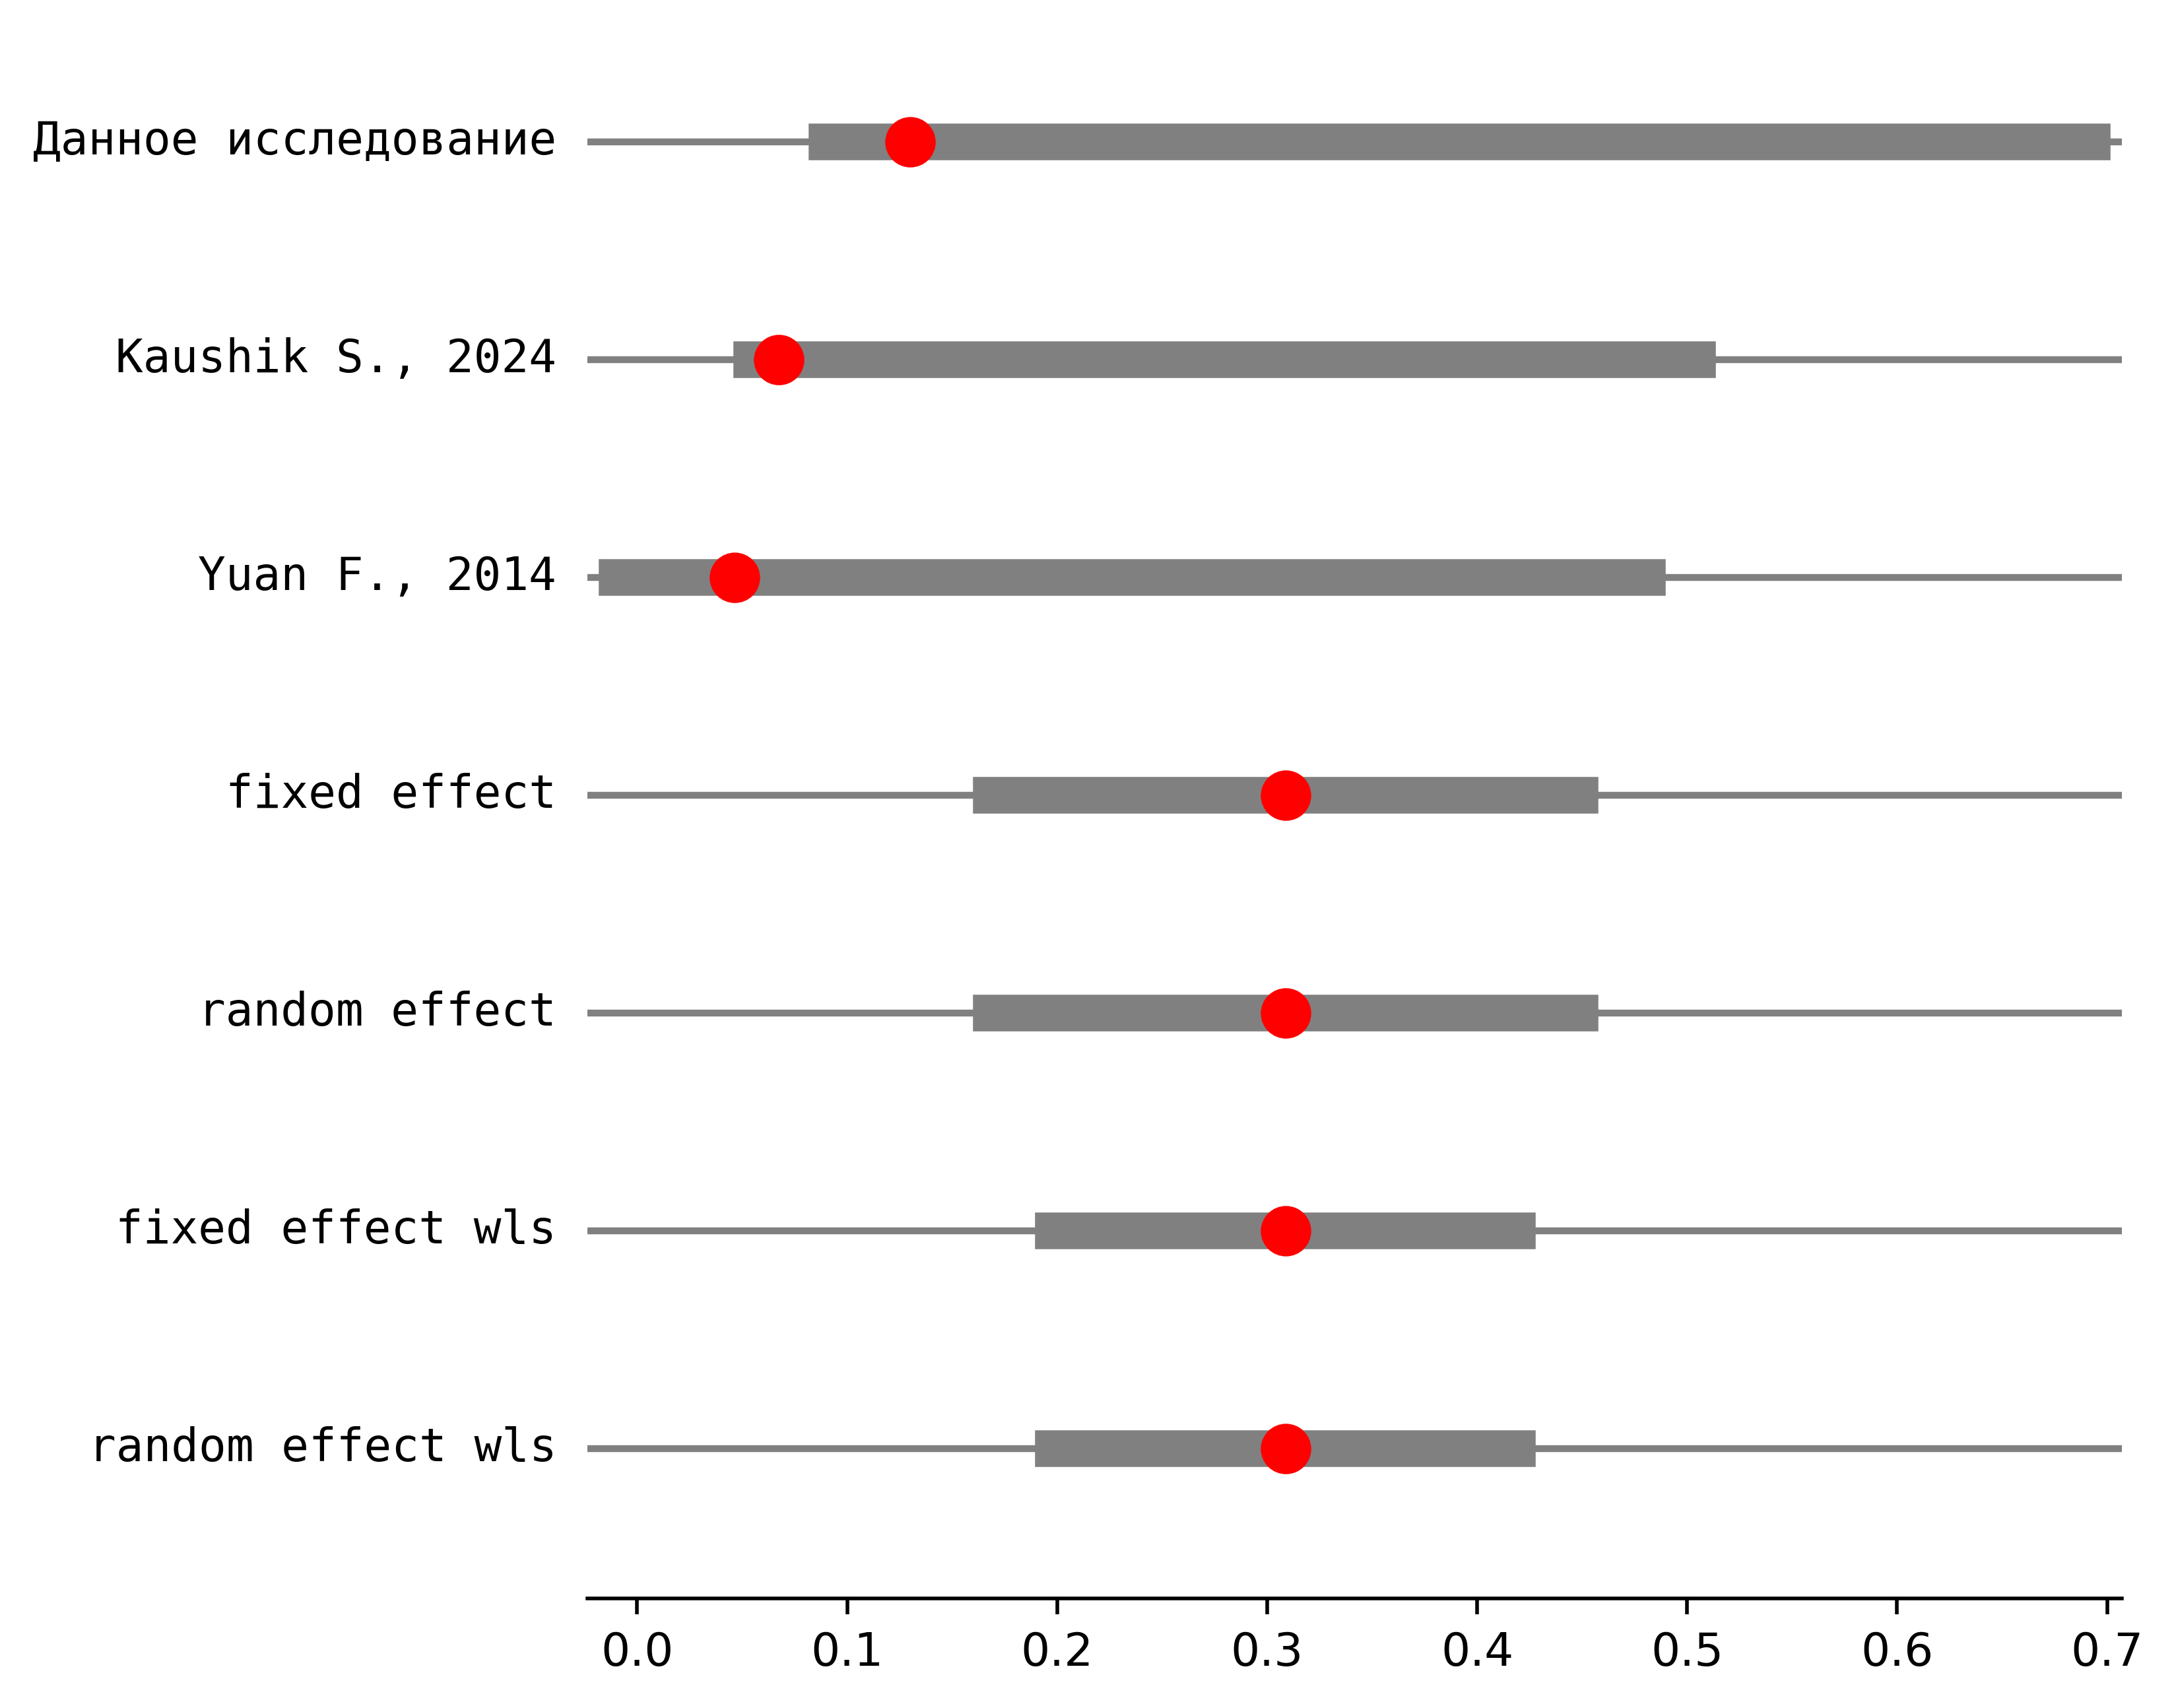 Данное исследование
Kaushik S., 2024
Yuan F., 2014
fixed effect
random effect
fixed effect wls
random effect wls
0.0 0.1 0.2 0.3 0.4 0.5 0.6 0.7